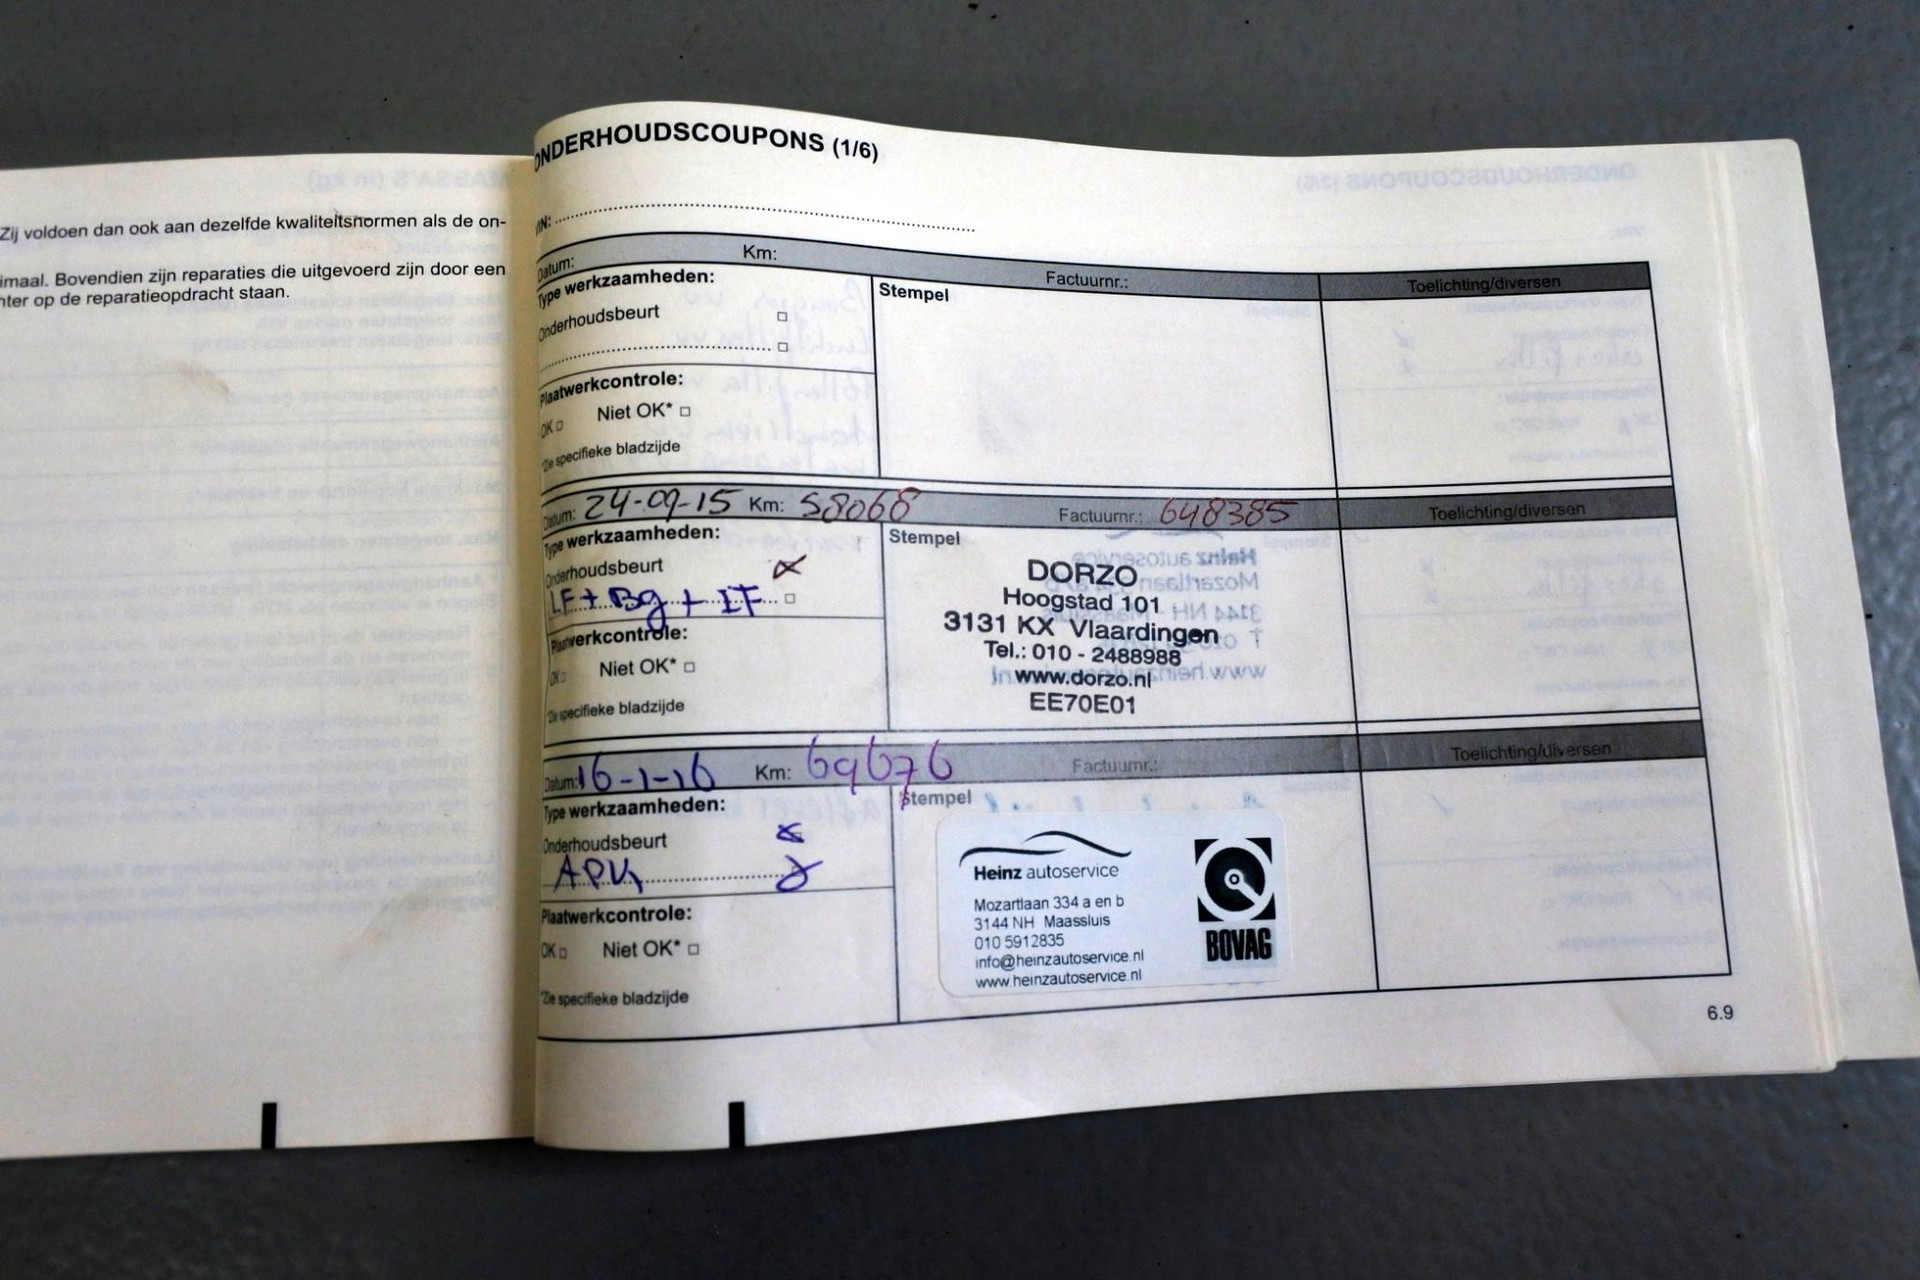 Zij voldoen dan ook aan dezelfde kwaliteitsnormen als de on-
imaal. Bovendien zijn reparaties die uitgevoerd zijn door een
nter op de reparatieopdracht staan.
ONDERHOUDSCOUPONS (1/6)
VIN:
Datum: Km: Factuurnr.: Toelichting/diversen
Type werkzaamheden: Stempel
Onderhoudsbeurt
Plaatwerkcontrole:
OK Niet OK*
*Zie specifieke bladzijde
Datum: 24-09-15 Km: 58068 Factuurnr.: 648385 Toelichting/diversen
Type werkzaamheden: Stempel
Onderhoudsbeurt
LF + Bg + IF
Plaatwerkcontrole:
OK Niet OK*
*Zie specifieke bladzijde
DORZO
Hoogstad 101
3131 KX Vlaardingen
Tel.: 010 - 2488988
www.dorzo.nl
EE70E01
Datum: 16-1-16 Km: 69676 Factuurnr.: Toelichting/diversen
Type werkzaamheden: Stempel
Onderhoudsbeurt
APK
Plaatwerkcontrole:
OK Niet OK*
*Zie specifieke bladzijde
Heinz autoservice
Mozartlaan 334 a en b
3144 NH Maassluis
010 5912835
info@heinzautoservice.nl
www.heinzautoservice.nl
BOVAG
6.9